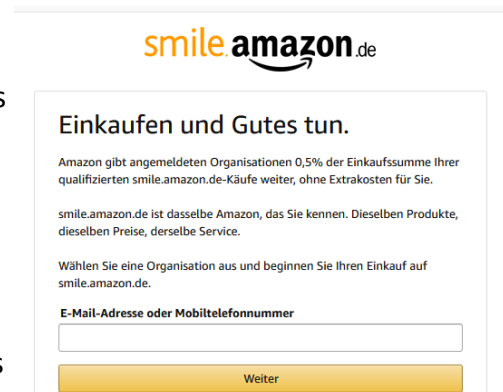 smile.amazon.de
s
Einkaufen und Gutes tun.
Amazon gibt angemeldeten Organisationen 0,5% der Einkaufssumme Ihrer
qualifizierten smile.amazon.de-Käufe weiter, ohne Extrakosten für Sie.
smile.amazon.de ist dasselbe Amazon, das Sie kennen. Dieselben Produkte,
dieselben Preise, derselbe Service.
Wählen Sie eine Organisation aus und beginnen Sie Ihren Einkauf auf
smile.amazon.de.
E-Mail-Adresse oder Mobiltelefonnummer
s
Weiter